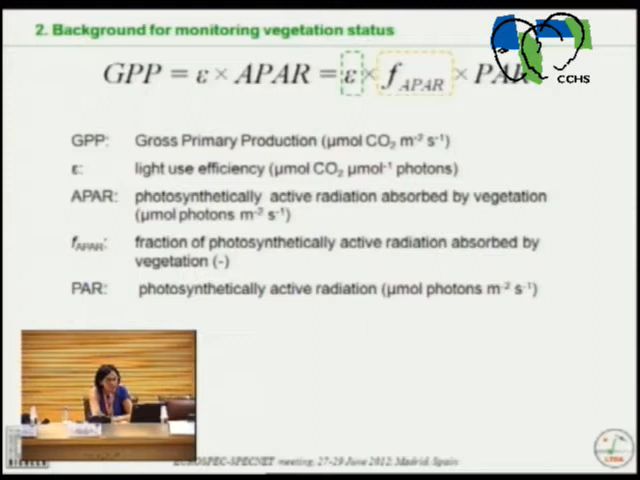 2. Background for monitoring vegetation status
GPP = ε × APAR = ε × fAPAR × PAR
CCHS
GPP: Gross Primary Production (μmol CO₂ m⁻² s⁻¹)
ε: light use efficiency (μmol CO₂ μmol⁻¹ photons)
APAR: photosynthetically active radiation absorbed by vegetation
(μmol photons m⁻² s⁻¹)
fAPAR: fraction of photosynthetically active radiation absorbed by
vegetation (-)
PAR: photosynthetically active radiation (μmol photons m⁻² s⁻¹)
EUROSPEC-SPECNET meeting, 27-29 June 2012, Madrid, Spain